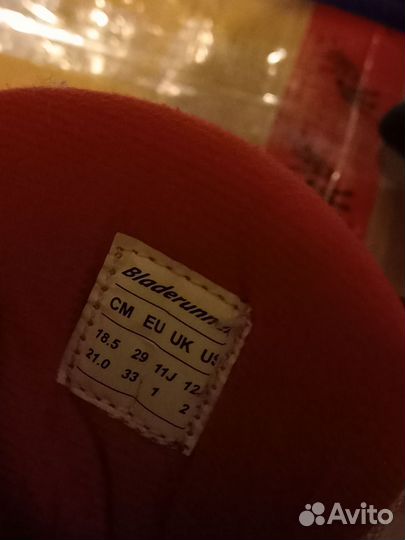 Bladerunn
CM EU UK US
18.5 29 11J 12
21.0 33 1 2
Avito